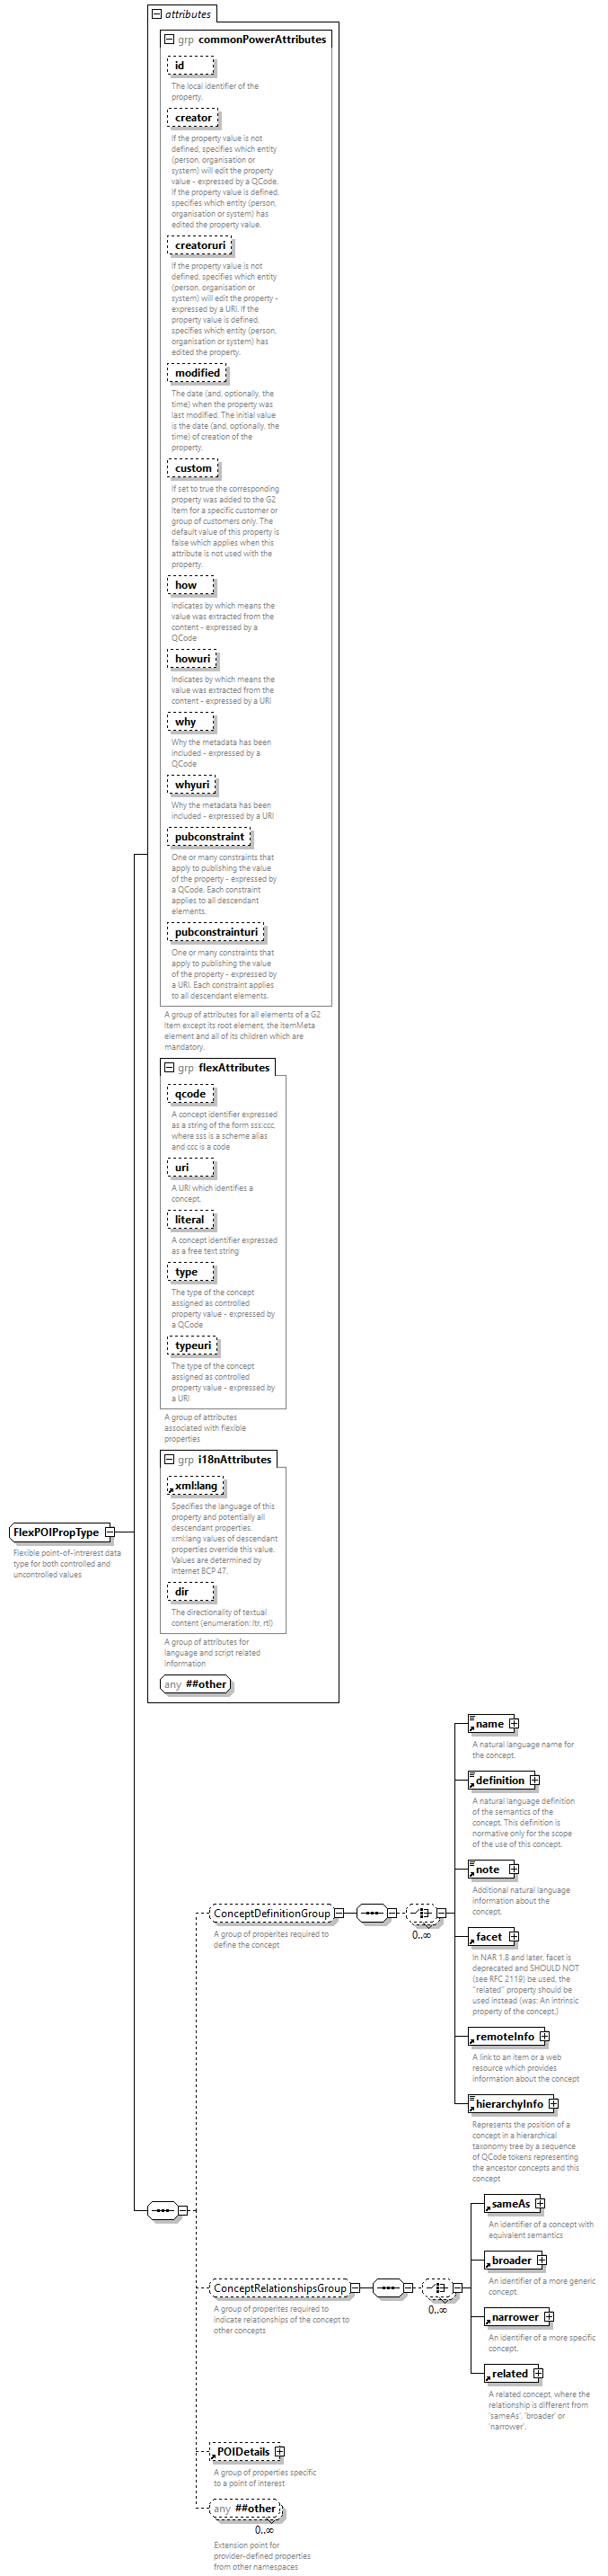 attributes
grp commonPowerAttributes
id
The local identifier of the
property.
creator
If the property value is not
defined, specifies which entity
(person, organisation or
system) will edit the property
value - expressed by a QCode.
If the property value is defined,
specifies which entity (person,
organisation or system) has
edited the property value.
creatoruri
If the property value is not
defined, specifies which entity
(person, organisation or
system) will edit the property -
expressed by a URI. If the
property value is defined,
specifies which entity (person,
organisation or system) has
edited the property.
modified
The date (and, optionally, the
time) when the property was
last modified. The initial value
is the date (and, optionally, the
time) of creation of the
property.
custom
If set to true the corresponding
property was added to the G2
Item for a specific customer or
group of customers only. The
default value of this property is
false which applies when this
attribute is not used with the
property.
how
Indicates by which means the
value was extracted from the
content - expressed by a
QCode
howuri
Indicates by which means the
value was extracted from the
content - expressed by a URI
why
Why the metadata has been
included - expressed by a
QCode
whyuri
Why the metadata has been
included - expressed by a URI
pubconstraint
One or many constraints that
apply to publishing the value
of the property - expressed by
a QCode. Each constraint
applies to all descendant
elements.
pubconstrainturi
One or many constraints that
apply to publishing the value
of the property - expressed by
a URI. Each constraint applies
to all descendant elements.
A group of attributes for all elements of a G2
Item except its root element, the itemMeta
element and all of its children which are
mandatory.
grp flexAttributes
qcode
A concept identifier expressed
as a string of the form sss:ccc,
where sss is a scheme alias
and ccc is a code
uri
A URI which identifies a
concept.
literal
A concept identifier expressed
as a free text string
type
The type of the concept
assigned as controlled
property value - expressed by
a QCode
typeuri
The type of the concept
assigned as controlled
property value - expressed by
a URI
A group of attributes
associated with flexible
properties
grp i18nAttributes
xml:lang
Specifies the language of this
property and potentially all
descendant properties.
xml:lang values of descendant
properties override this value.
Values are determined by
Internet BCP 47.
dir
The directionality of textual
content (enumeration: ltr, rtl)
A group of attributes for
language and script related
information
any ##other
FlexPOIPropType
Flexible point-of-intrerest data
type for both controlled and
uncontrolled values
name
A natural language name for
the concept.
definition
A natural language definition
of the semantics of the
concept. This definition is
normative only for the scope
of the use of this concept.
note
Additional natural language
information about the
concept.
ConceptDefinitionGroup
0..∞
A group of properites required to
define the concept
facet
In NAR 1.8 and later, facet is
deprecated and SHOULD NOT
(see RFC 2119) be used, the
"related" property should be
used instead (was: An intrinsic
property of the concept.)
remoteInfo
A link to an item or a web
resource which provides
information about the concept
hierarchyInfo
Represents the position of a
concept in a hierarchical
taxonomy tree by a sequence
of QCode tokens representing
the ancestor concepts and this
concept
sameAs
An identifier of a concept with
equivalent semantics
broader
An identifier of a more generic
concept.
ConceptRelationshipsGroup
0..∞
A group of properites required to
indicate relationships of the concept to
other concepts
narrower
An identifier of a more specific
concept.
related
A related concept, where the
relationship is different from
'sameAs', 'broader' or
'narrower'.
POIDetails
A group of properties specific
to a point of interest
any ##other
0..∞
Extension point for
provider-defined properties
from other namespaces